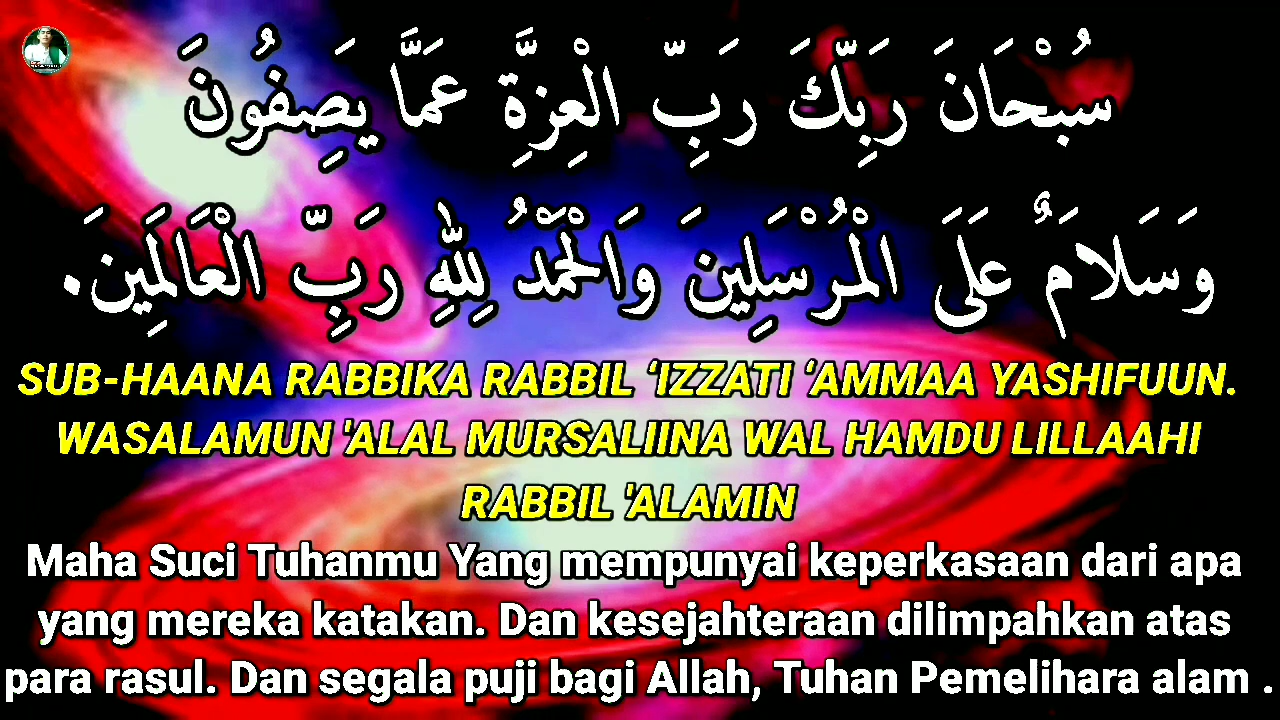 سُبْحَانَ رَبِّكَ رَبِّ الْعِزَّةِ عَمَّا يَصِفُونَ
وَسَلَامٌ عَلَى الْمُرْسَلِينَ وَالْحَمْدُ لِلّٰهِ رَبِّ الْعَالَمِينَ.
SUB-HAANA RABBIKA RABBIL ‘IZZATI ‘AMMAA YASHIFUUN.
WASALAMUN 'ALAL MURSALIINA WAL HAMDU LILLAAHI
RABBIL 'ALAMIN
Maha Suci Tuhanmu Yang mempunyai keperkasaan dari apa
yang mereka katakan. Dan kesejahteraan dilimpahkan atas
para rasul. Dan segala puji bagi Allah, Tuhan Pemelihara alam .